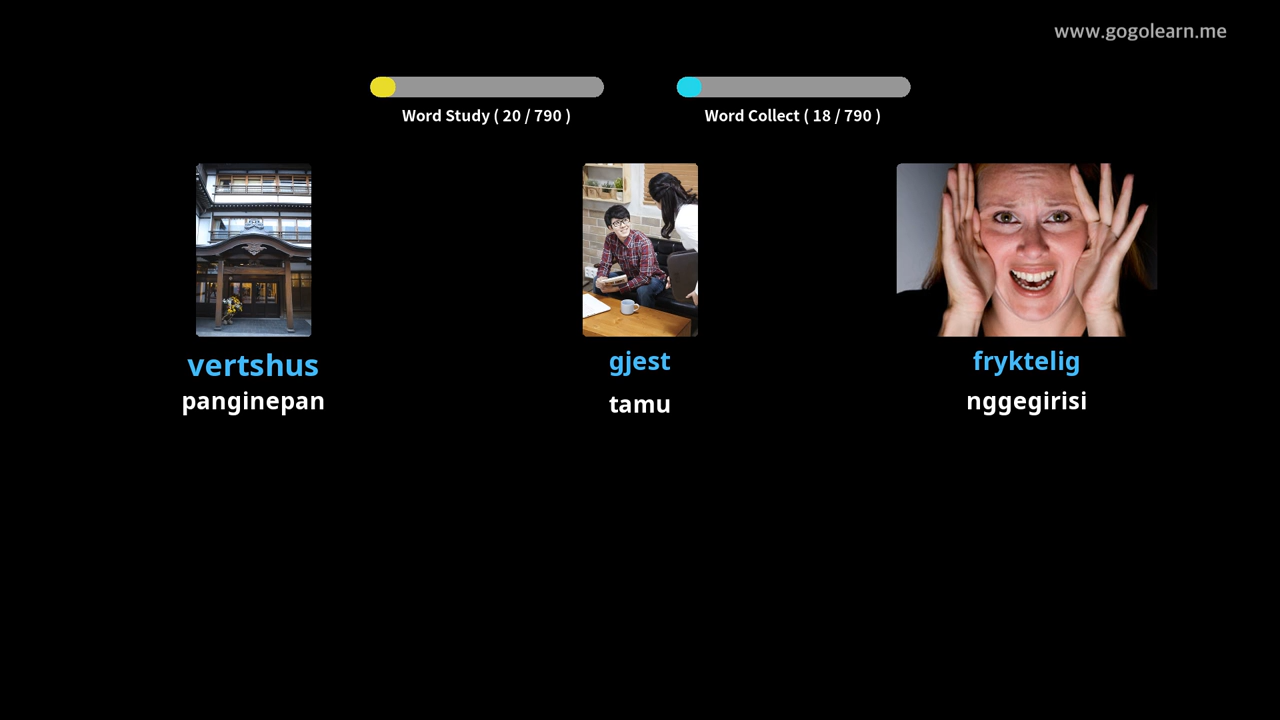 www.gogolearn.me
Word Study ( 20 / 790 )
Word Collect ( 18 / 790 )
vertshus
panginepan
gjest
tamu
fryktelig
nggegirisi